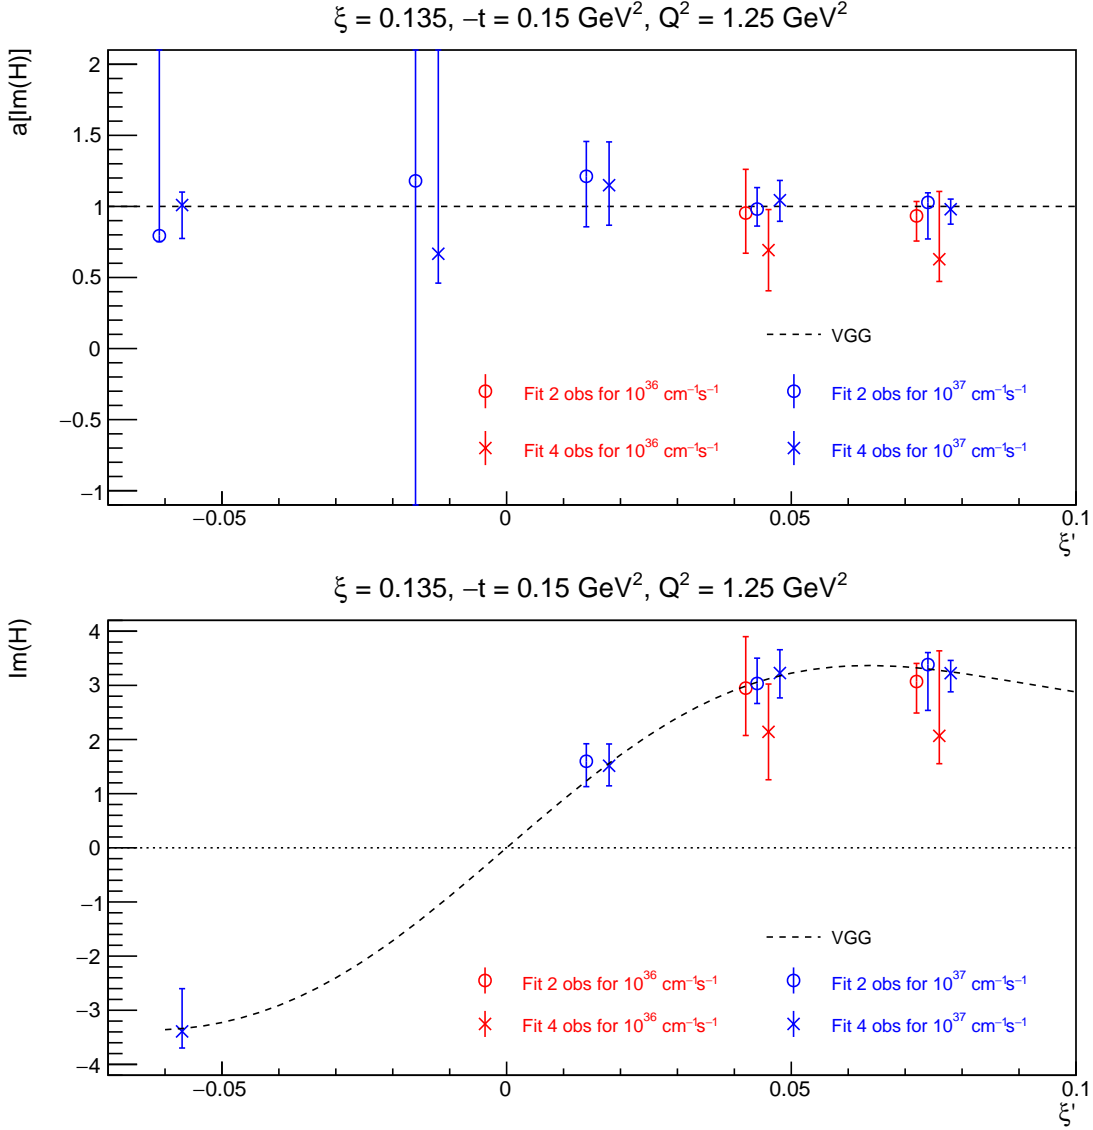 ξ = 0.135, −t = 0.15 GeV², Q² = 1.25 GeV²
a[Im(H)]
2
1.5
1
0.5
0
−0.5
−1
VGG
Fit 2 obs for 10³⁶ cm⁻¹s⁻¹
Fit 2 obs for 10³⁷ cm⁻¹s⁻¹
Fit 4 obs for 10³⁶ cm⁻¹s⁻¹
Fit 4 obs for 10³⁷ cm⁻¹s⁻¹
−0.05 0 0.05 0.1
ξ'
ξ = 0.135, −t = 0.15 GeV², Q² = 1.25 GeV²
Im(H)
4
3
2
1
0
−1
−2
−3
−4
VGG
Fit 2 obs for 10³⁶ cm⁻¹s⁻¹
Fit 2 obs for 10³⁷ cm⁻¹s⁻¹
Fit 4 obs for 10³⁶ cm⁻¹s⁻¹
Fit 4 obs for 10³⁷ cm⁻¹s⁻¹
−0.05 0 0.05 0.1
ξ'